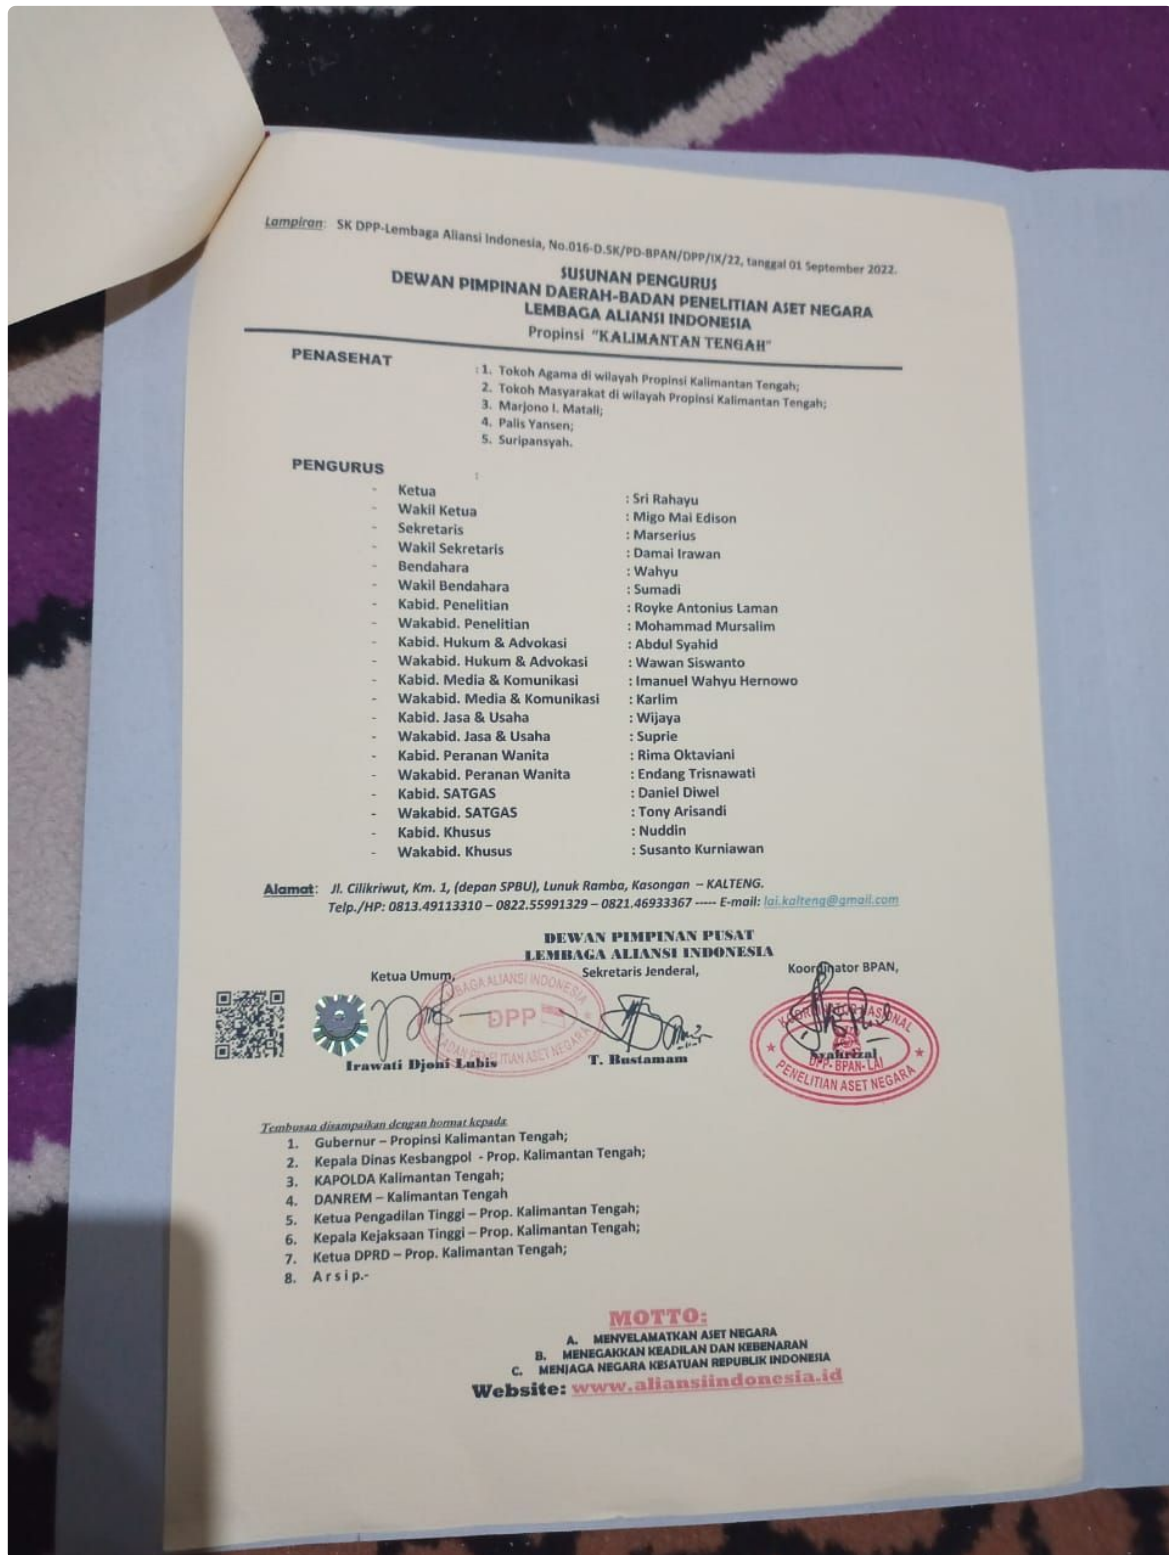 Lampiran: SK DPP-Lembaga Aliansi Indonesia, No.016-D.SK/PD-BPAN/DPP/IX/22, tanggal 01 September 2022.
SUSUNAN PENGURUS
DEWAN PIMPINAN DAERAH-BADAN PENELITIAN ASET NEGARA
LEMBAGA ALIANSI INDONESIA
Propinsi "KALIMANTAN TENGAH"
PENASEHAT : 1. Tokoh Agama di wilayah Propinsi Kalimantan Tengah;
2. Tokoh Masyarakat di wilayah Propinsi Kalimantan Tengah;
3. Marjono I. Matali;
4. Palis Yansen;
5. Suripansyah.
PENGURUS :
- Ketua : Sri Rahayu
- Wakil Ketua : Migo Mai Edison
- Sekretaris : Marserius
- Wakil Sekretaris : Damai Irawan
- Bendahara : Wahyu
- Wakil Bendahara : Sumadi
- Kabid. Penelitian : Royke Antonius Laman
- Wakabid. Penelitian : Mohammad Mursalim
- Kabid. Hukum & Advokasi : Abdul Syahid
- Wakabid. Hukum & Advokasi : Wawan Siswanto
- Kabid. Media & Komunikasi : Imanuel Wahyu Hernowo
- Wakabid. Media & Komunikasi : Karlim
- Kabid. Jasa & Usaha : Wijaya
- Wakabid. Jasa & Usaha : Suprie
- Kabid. Peranan Wanita : Rima Oktaviani
- Wakabid. Peranan Wanita : Endang Trisnawati
- Kabid. SATGAS : Daniel Diwel
- Wakabid. SATGAS : Tony Arisandi
- Kabid. Khusus : Nuddin
- Wakabid. Khusus : Susanto Kurniawan
Alamat: Jl. Cilikriwut, Km. 1, (depan SPBU), Lunuk Ramba, Kasongan – KALTENG.
Telp./HP: 0813.49113310 – 0822.55991329 – 0821.46933367 ----- E-mail: lai.kalteng@gmail.com
DEWAN PIMPINAN PUSAT
LEMBAGA ALIANSI INDONESIA
Ketua Umum, Sekretaris Jenderal, Koordinator BPAN,
LEMBAGA ALIANSI INDONESIA
DPP
BADAN PENELITIAN ASET NEGARA
KOORDINATOR NASIONAL
DPP-BPAN-LAI
PENELITIAN ASET NEGARA
Irawati Djoni Lubis T. Bustamam Syahrizal
Tembusan disampaikan dengan hormat kepada
1. Gubernur – Propinsi Kalimantan Tengah;
2. Kepala Dinas Kesbangpol - Prop. Kalimantan Tengah;
3. KAPOLDA Kalimantan Tengah;
4. DANREM – Kalimantan Tengah
5. Ketua Pengadilan Tinggi – Prop. Kalimantan Tengah;
6. Kepala Kejaksaan Tinggi – Prop. Kalimantan Tengah;
7. Ketua DPRD – Prop. Kalimantan Tengah;
8. A r s i p.-
MOTTO:
A. MENYELAMATKAN ASET NEGARA
B. MENEGAKKAN KEADILAN DAN KEBENARAN
C. MENJAGA NEGARA KESATUAN REPUBLIK INDONESIA
Website: www.aliansiindonesia.id